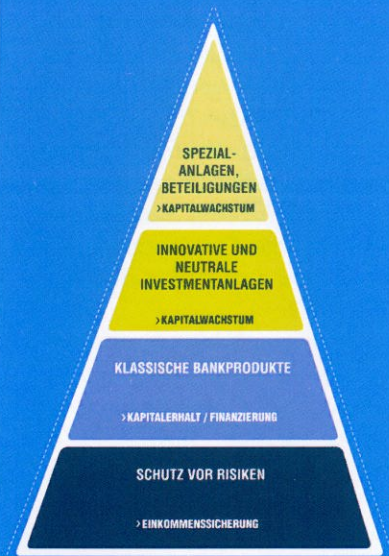 SPEZIAL-
ANLAGEN,
BETEILIGUNGEN
>KAPITALWACHSTUM
INNOVATIVE UND
NEUTRALE
INVESTMENTANLAGEN
>KAPITALWACHSTUM
KLASSISCHE BANKPRODUKTE
>KAPITALERHALT / FINANZIERUNG
SCHUTZ VOR RISIKEN
>EINKOMMENSSICHERUNG